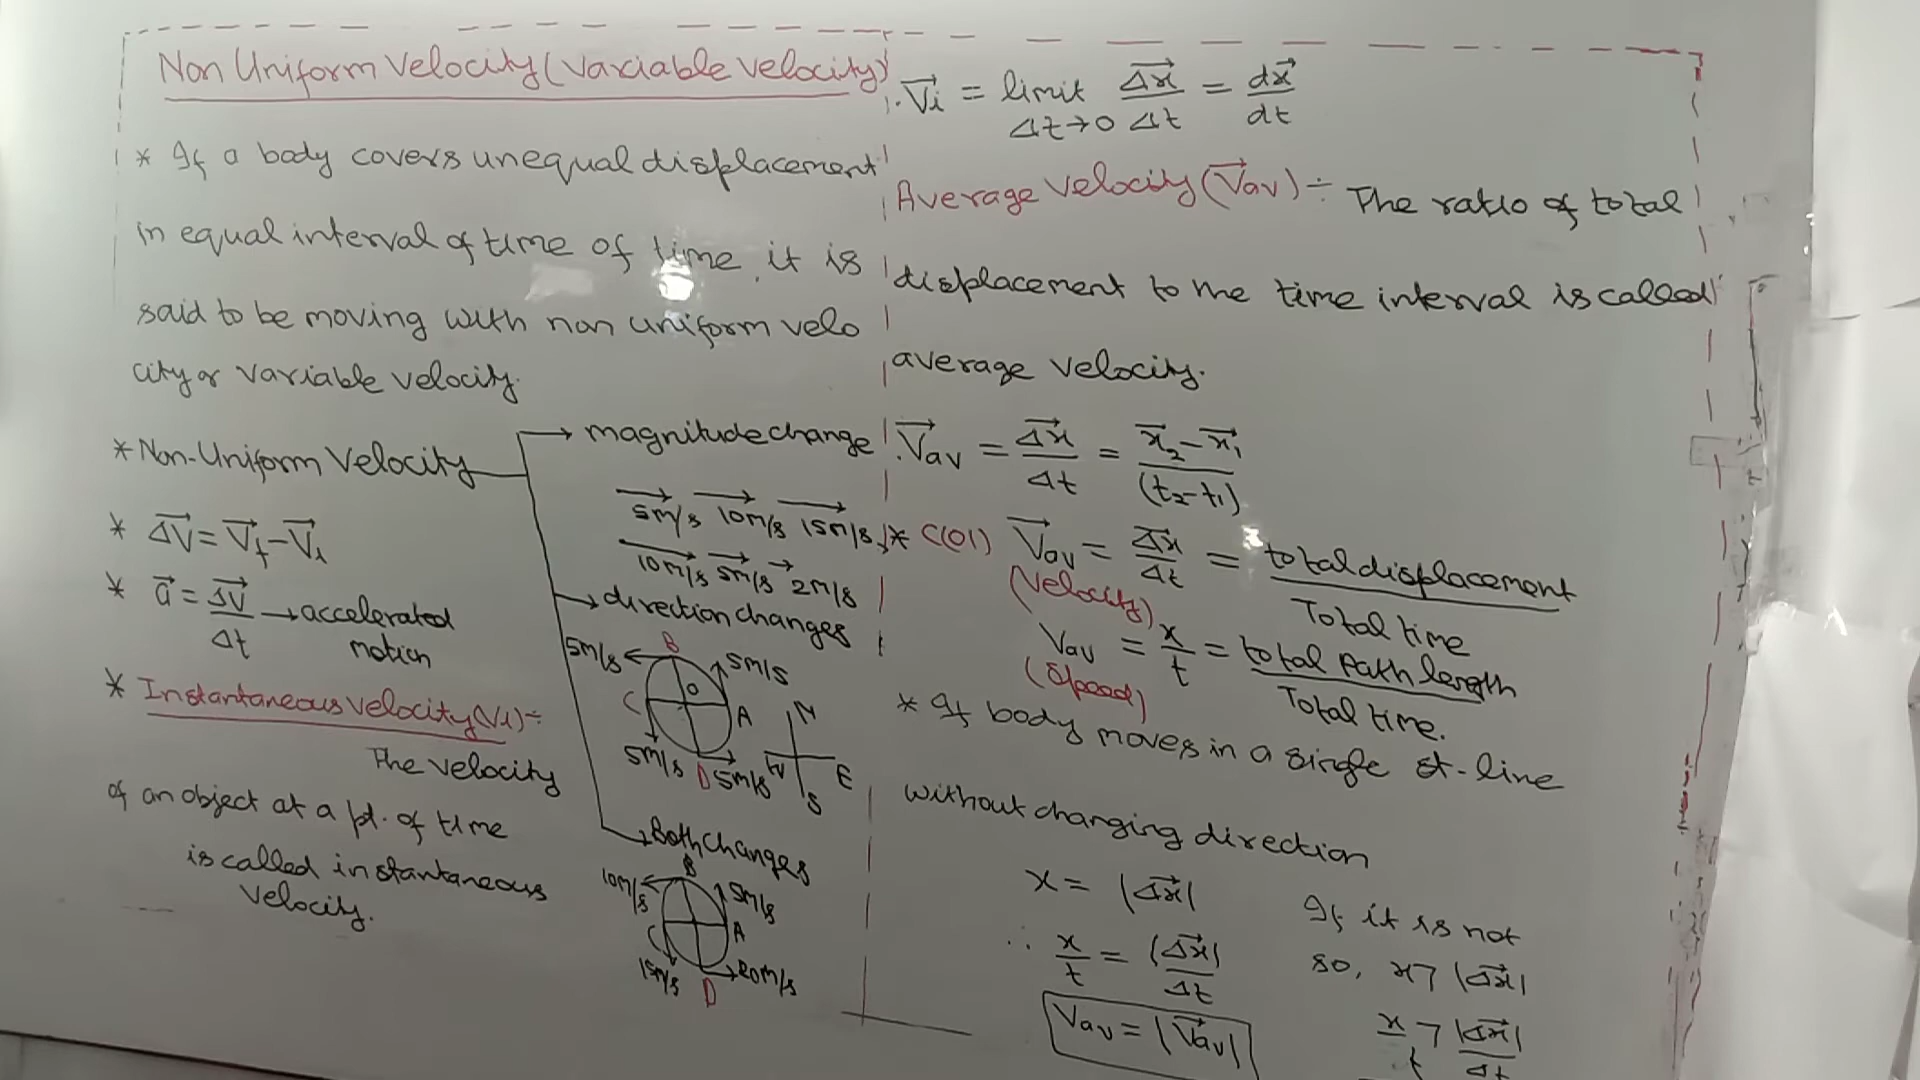 Non Uniform Velocity (Variable Velocity)
* If a body covers unequal displacement
in equal interval of time of time, it is
said to be moving with non uniform velo
city or variable velocity.
* Non-Uniform Velocity
→ magnitude change
5m/s 10m/s 15m/s
10m/s 5m/s 2m/s
→ direction changes
B
5m/s 5m/s
O
C A
5m/s D 5m/s
N
W E
S
→ Both changes
B
10m/s 5m/s
C A
15m/s D 20m/s
* ΔV⃗ = V⃗f - V⃗i
* a⃗ = ΔV⃗/Δt → accelerated
motion
* Instantaneous Velocity (Vi) :-
The velocity
of an object at a pt. of time
is called instantaneous
velocity.
V⃗i = limit Δt→0 Δx⃗/Δt = dx⃗/dt
Average Velocity (V⃗av) :- The ratio of total
displacement to the time interval is called
average velocity.
V⃗av = Δx⃗/Δt = x⃗₂ - x⃗₁/(t₂-t₁)
* C(01) V⃗av = Δx⃗/Δt = total displacement/Total time
(Velocity)
Vav = x/t = total path length/Total time.
(Speed)
* If body moves in a single st-line
without changing direction
x = |Δx⃗|
∴ x/t = |Δx⃗|/Δt
Vav = |V⃗av|
If it is not
so, x > |Δx⃗|
x/t > |Δx⃗|/Δt